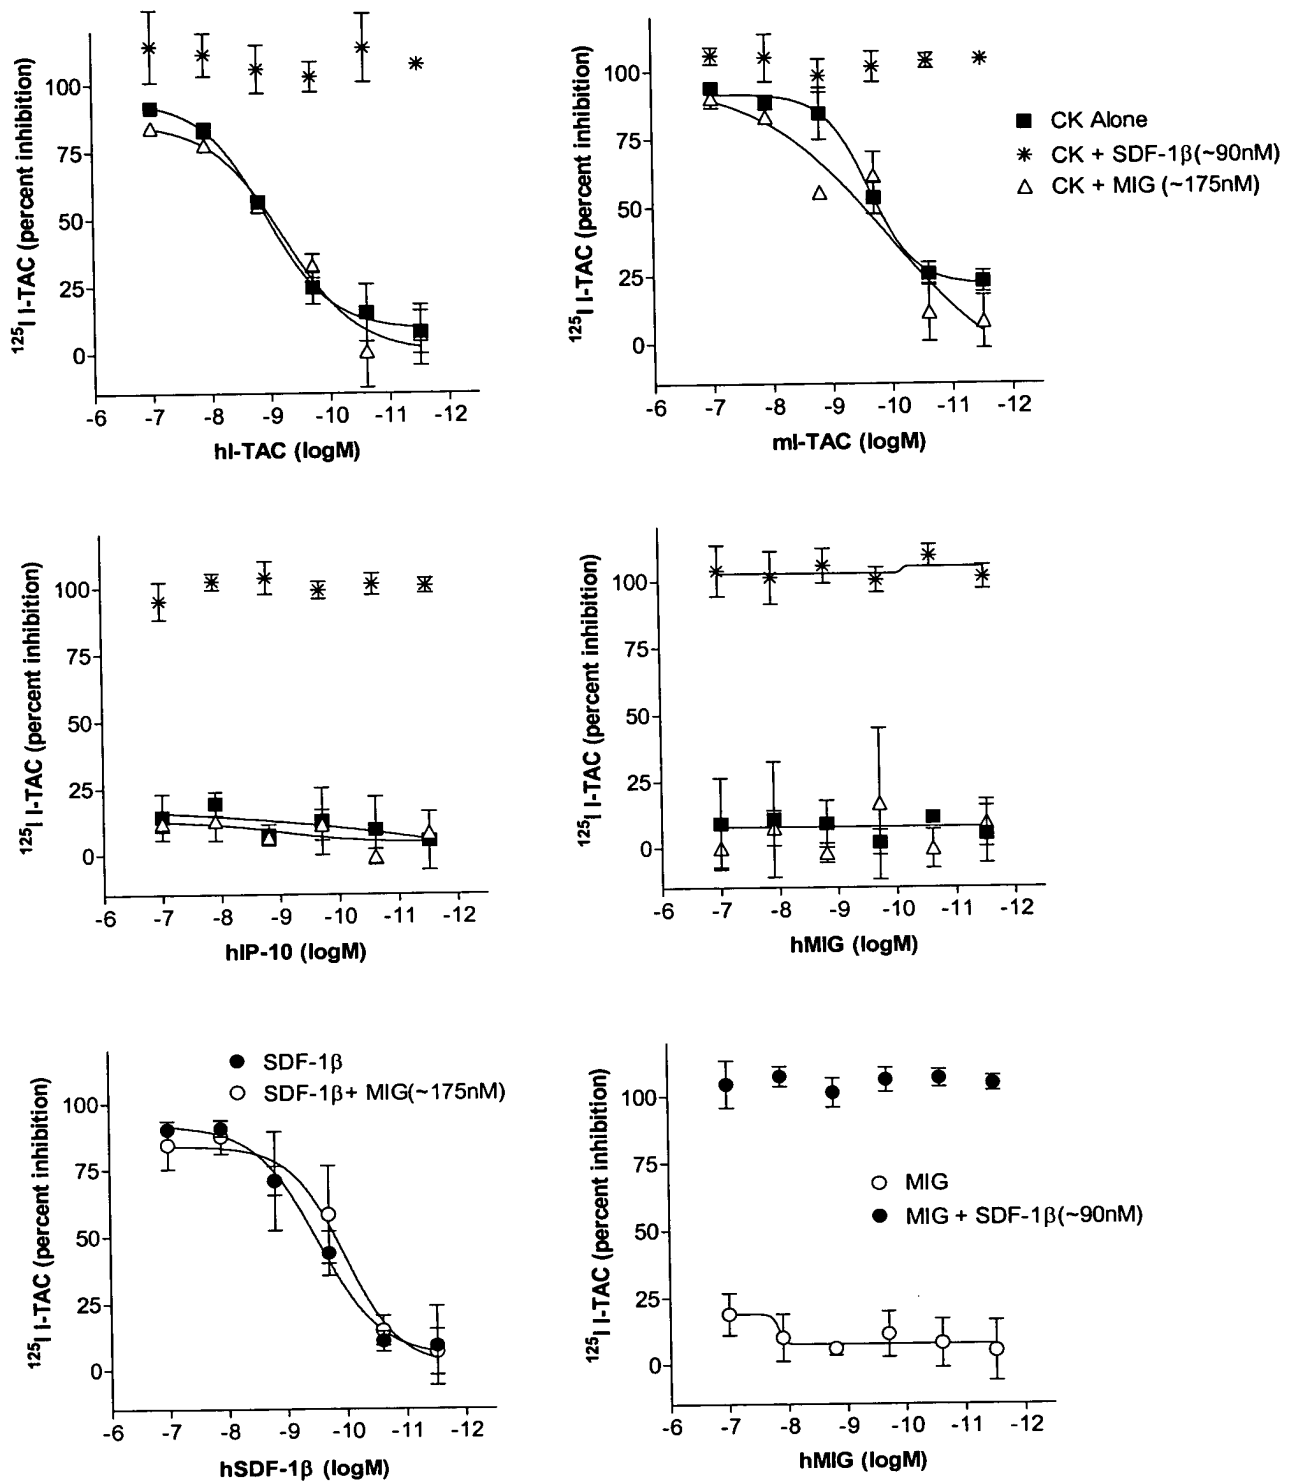 125I I-TAC (percent inhibition)
100
75
50
25
0
-6 -7 -8 -9 -10 -11 -12
hI-TAC (logM)
125I I-TAC (percent inhibition)
100
75
50
25
0
-6 -7 -8 -9 -10 -11 -12
mI-TAC (logM)
CK Alone
CK + SDF-1β(~90nM)
CK + MIG (~175nM)
125I I-TAC (percent inhibition)
100
75
50
25
0
-6 -7 -8 -9 -10 -11 -12
hIP-10 (logM)
125I I-TAC (percent inhibition)
100
75
50
25
0
-6 -7 -8 -9 -10 -11 -12
hMIG (logM)
125I I-TAC (percent inhibition)
SDF-1β
SDF-1β+ MIG(~175nM)
100
75
50
25
0
-6 -7 -8 -9 -10 -11 -12
hSDF-1β (logM)
125I I-TAC (percent inhibition)
100
75
50
25
0
MIG
MIG + SDF-1β(~90nM)
-6 -7 -8 -9 -10 -11 -12
hMIG (logM)